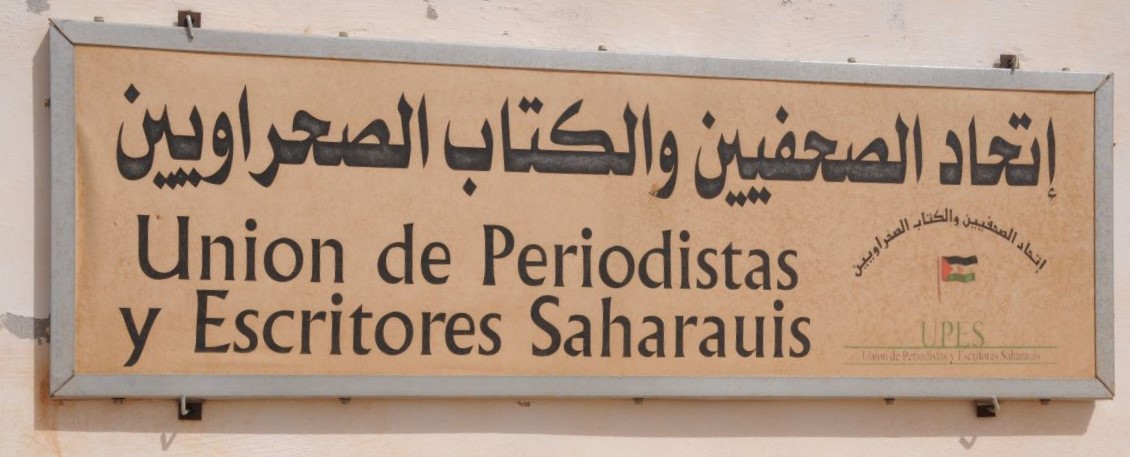 إتحاد الصحفيين والكتاب الصحراويين
Union de Periodistas
y Escritores Saharauis
إتحاد الصحفيين والكتاب الصحراويين
UPES
Union de Periodistas y Escritores Saharauis